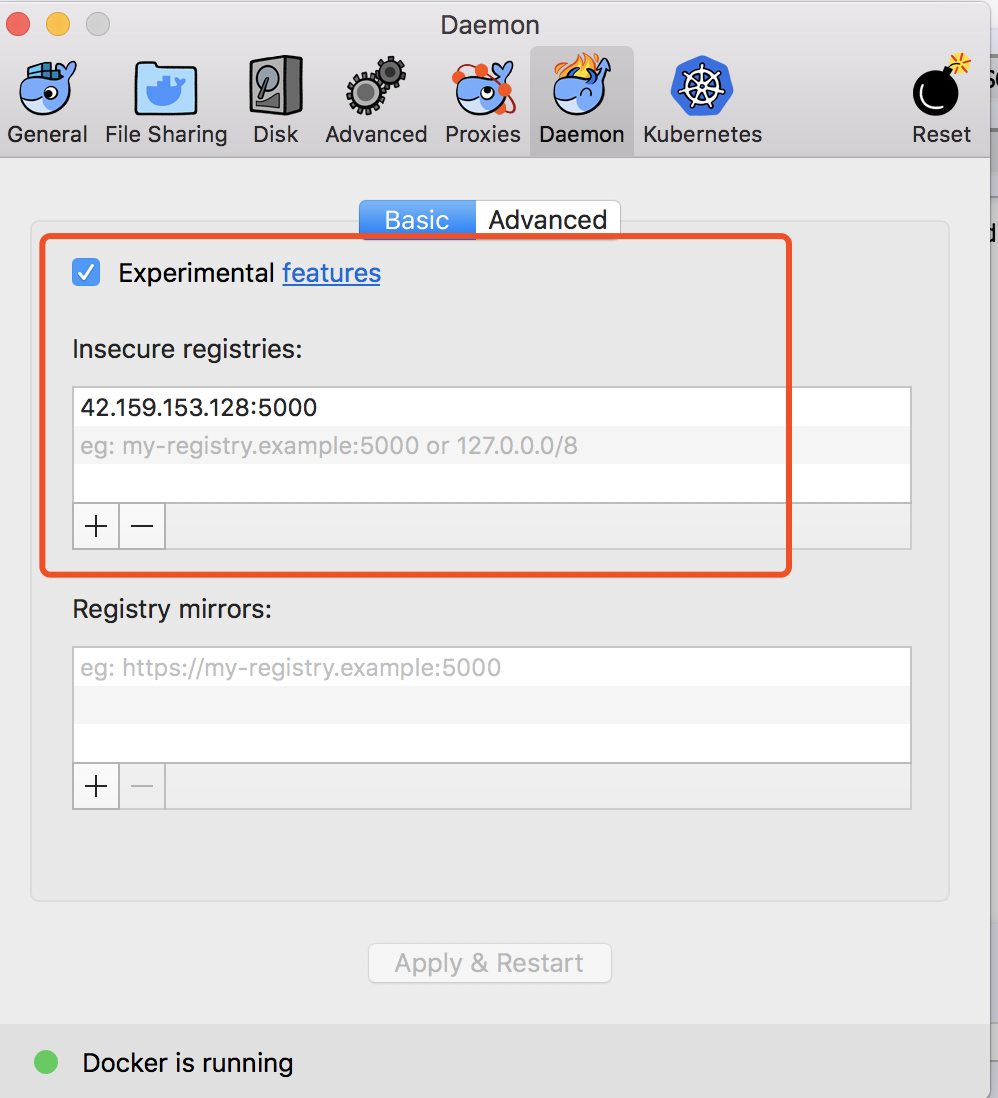 Daemon
General File Sharing Disk Advanced Proxies Daemon Kubernetes Reset
Basic Advanced
Experimental features
Insecure registries:
42.159.153.128:5000
eg: my-registry.example:5000 or 127.0.0.0/8
Registry mirrors:
eg: https://my-registry.example:5000
Apply & Restart
Docker is running